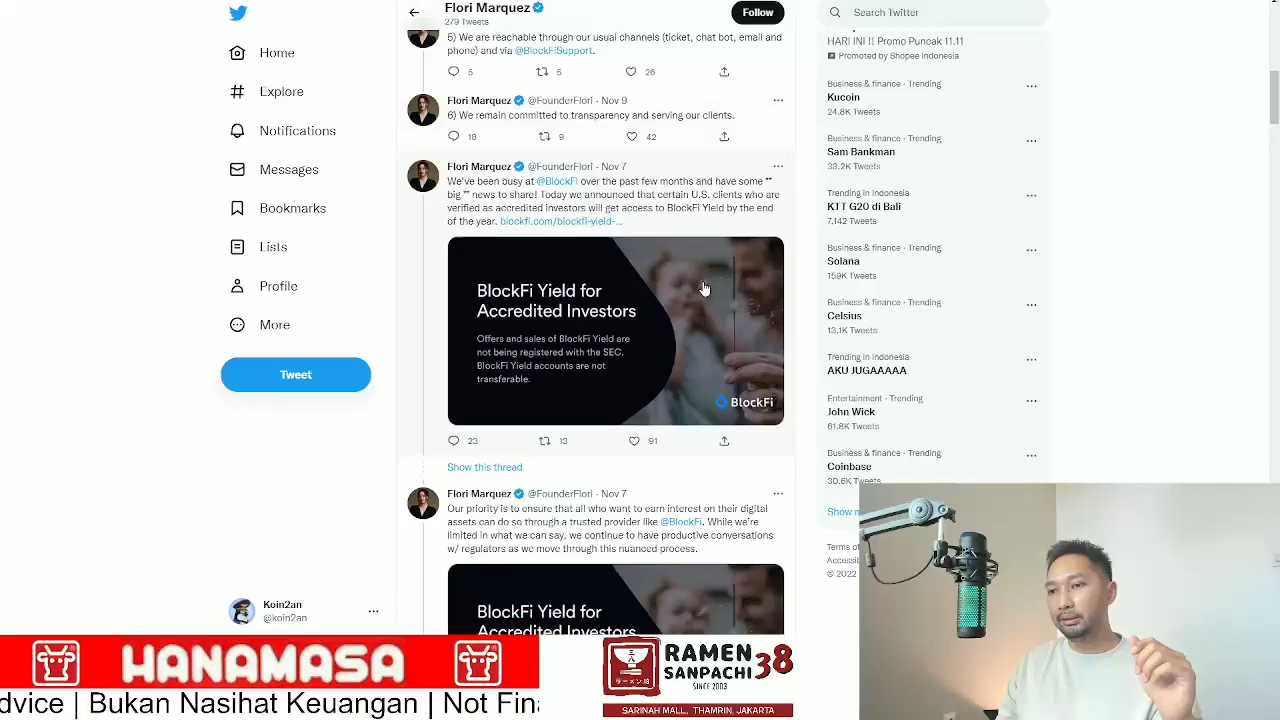 Home
Explore
Notifications
Messages
Bookmarks
Lists
Profile
More
Tweet
Koin2an
@koin2an
Flori Marquez
279 Tweets
Follow
5) We are reachable through our usual channels (ticket, chat bot, email and
phone) and via @BlockFiSupport.
5 5 26
Flori Marquez @FounderFlori · Nov 9
6) We remain committed to transparency and serving our clients.
18 9 42
Flori Marquez @FounderFlori · Nov 7
We've been busy at @BlockFi over the past few months and have some **
big ** news to share! Today we announced that certain U.S. clients who are
verified as accredited investors will get access to BlockFi Yield by the end
of the year. blockfi.com/blockfi-yield-...
BlockFi Yield for
Accredited Investors
Offers and sales of BlockFi Yield are
not being registered with the SEC.
BlockFi Yield accounts are not
transferable.
BlockFi
23 13 91
Show this thread
Flori Marquez @FounderFlori · Nov 7
Our priority is to ensure that all who want to earn interest on their digital
assets can do so through a trusted provider like @BlockFi. While we're
limited in what we can say, we continue to have productive conversations
w/ regulators as we move through this nuanced process.
BlockFi Yield for
Accredited Investors
Search Twitter
HARI INI !! Promo Puncak 11.11
Promoted by Shopee Indonesia
Business & finance · Trending
Kucoin
24.8K Tweets
Business & finance · Trending
Sam Bankman
33.2K Tweets
Trending in Indonesia
KTT G20 di Bali
7,142 Tweets
Business & finance · Trending
Solana
159K Tweets
Business & finance · Trending
Celsius
13.1K Tweets
Trending in Indonesia
AKU JUGAAAAA
Entertainment · Trending
John Wick
61.8K Tweets
Business & finance · Trending
Coinbase
30.6K Tweets
Show
Terms of
© 2022
HANAMASA
ラーメン38
RAMEN
SANPACHI 38
SINCE 2003
SARINAH MALL, THAMRIN, JAKARTA
dvice | Bukan Nasihat Keuangan | Not Fin